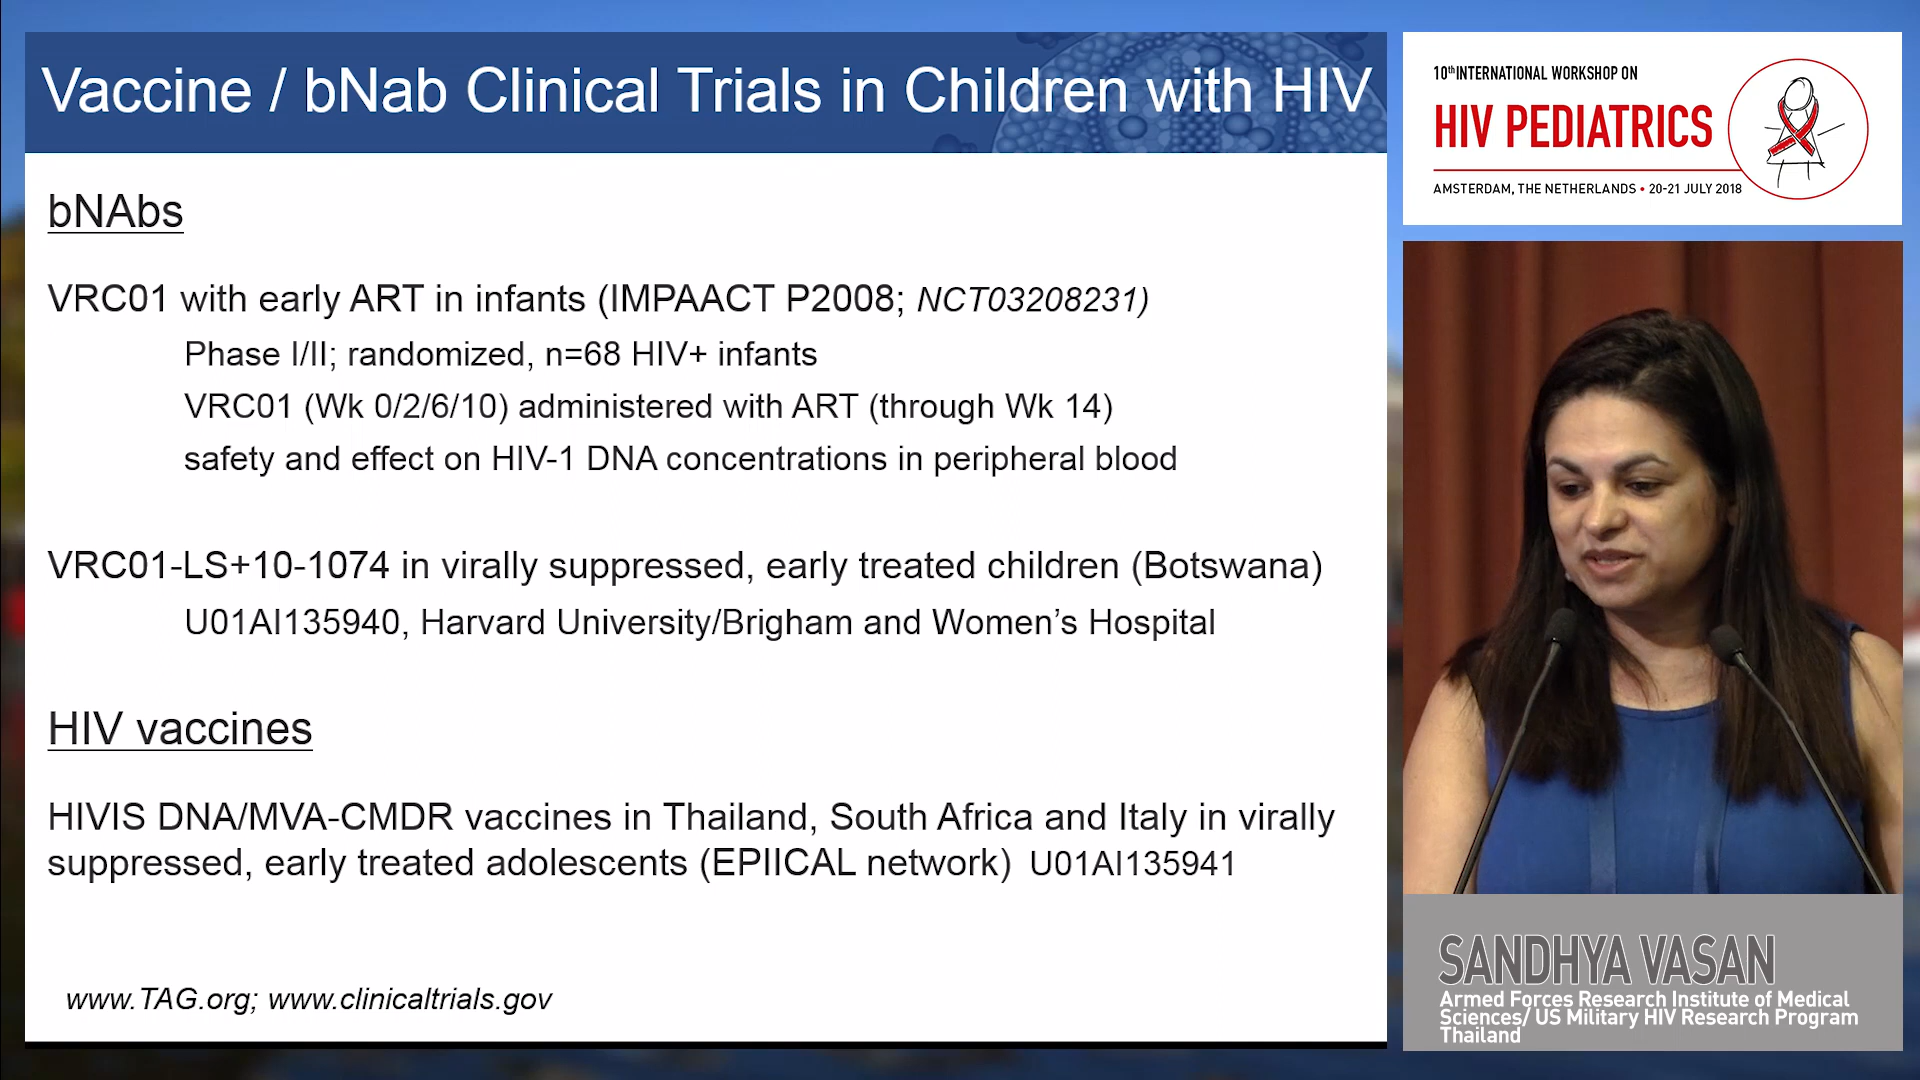 Vaccine / bNab Clinical Trials in Children with HIV
bNAbs
VRC01 with early ART in infants (IMPAACT P2008; NCT03208231)
Phase I/II; randomized, n=68 HIV+ infants
VRC01 (Wk 0/2/6/10) administered with ART (through Wk 14)
safety and effect on HIV-1 DNA concentrations in peripheral blood
VRC01-LS+10-1074 in virally suppressed, early treated children (Botswana)
U01AI135940, Harvard University/Brigham and Women’s Hospital
HIV vaccines
HIVIS DNA/MVA-CMDR vaccines in Thailand, South Africa and Italy in virally
suppressed, early treated adolescents (EPIICAL network) U01AI135941
www.TAG.org; www.clinicaltrials.gov
10th INTERNATIONAL WORKSHOP ON
HIV PEDIATRICS
AMSTERDAM, THE NETHERLANDS • 20-21 JULY 2018
SANDHYA VASAN
Armed Forces Research Institute of Medical
Sciences/ US Military HIV Research Program
Thailand